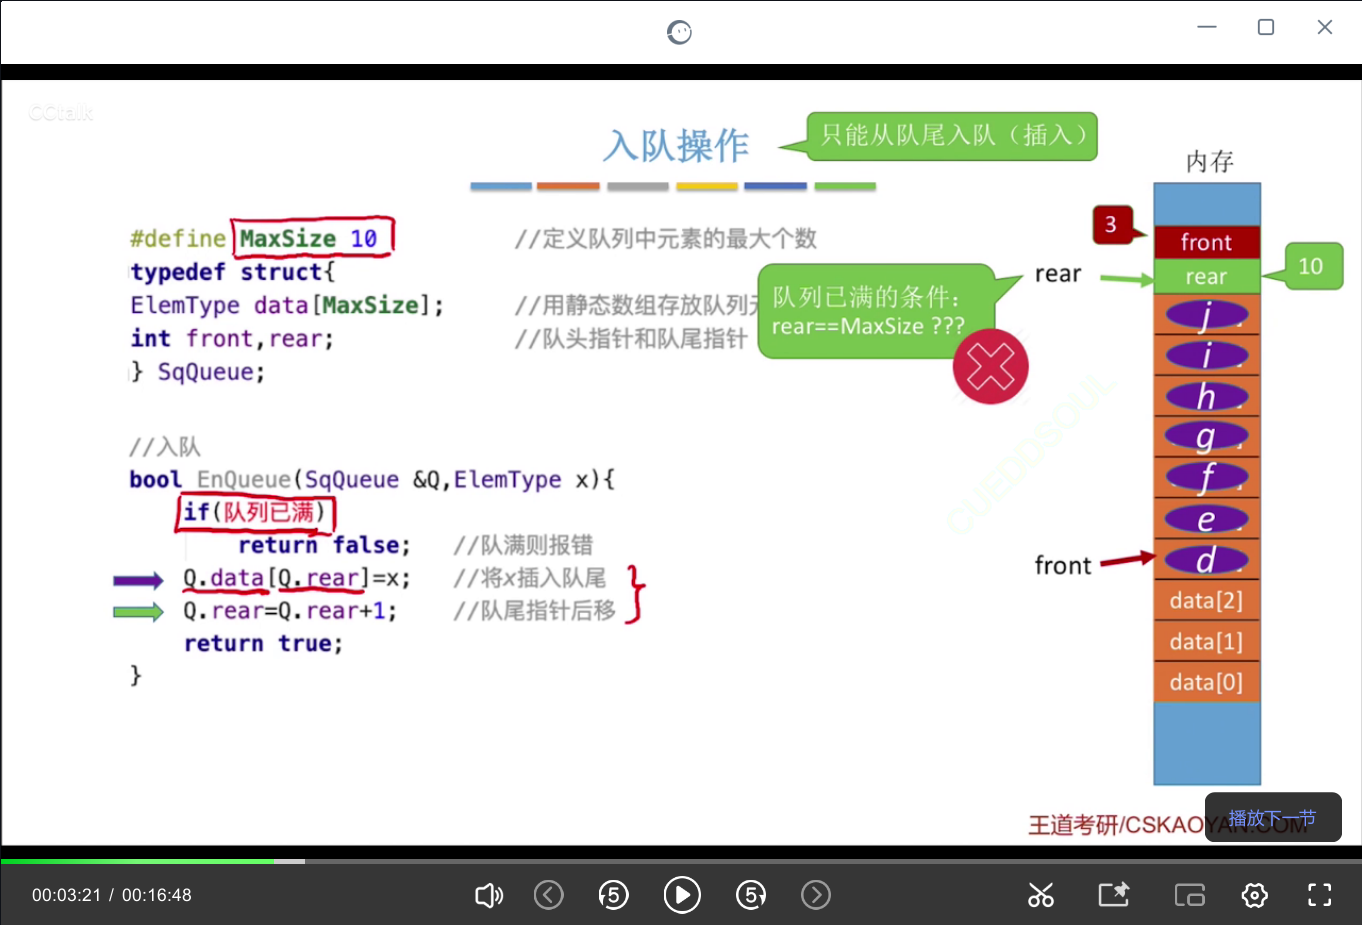 CCtalk
入队操作
只能从队尾入队（插入）
内存
#define MaxSize 10 //定义队列中元素的最大个数
typedef struct{
ElemType data[MaxSize]; //用静态数组存放队列元
int front,rear; //队头指针和队尾指针
} SqQueue;
队列已满的条件：
rear==MaxSize ???
//入队
bool EnQueue(SqQueue &Q,ElemType x){
if(队列已满)
return false; //队满则报错
Q.data[Q.rear]=x; //将x插入队尾
Q.rear=Q.rear+1; //队尾指针后移
return true;
}
3
front
rear
rear
10
j
i
h
g
f
e
front
d
data[2]
data[1]
data[0]
CUEDDSOUL
王道考研/CSKAOYAN.COM
播放下一节
00:03:21 / 00:16:48
5
5